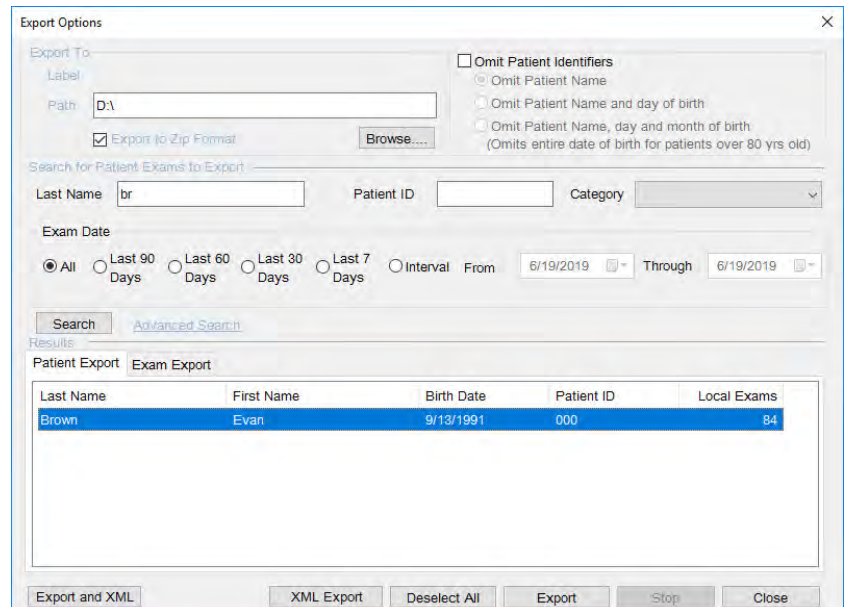 Export Options
Export To
Label
Path D:\
Export to Zip Format Browse....
Omit Patient Identifiers
Omit Patient Name
Omit Patient Name and day of birth
Omit Patient Name, day and month of birth
(Omits entire date of birth for patients over 80 yrs old)
Search for Patient Exams to Export
Last Name br Patient ID Category
Exam Date
All Last 90 Days Last 60 Days Last 30 Days Last 7 Days Interval From 6/19/2019 Through 6/19/2019
Search Advanced Search
Results
Patient Export Exam Export
Last Name First Name Birth Date Patient ID Local Exams
Brown Evan 9/13/1991 000 84
Export and XML XML Export Deselect All Export Stop Close